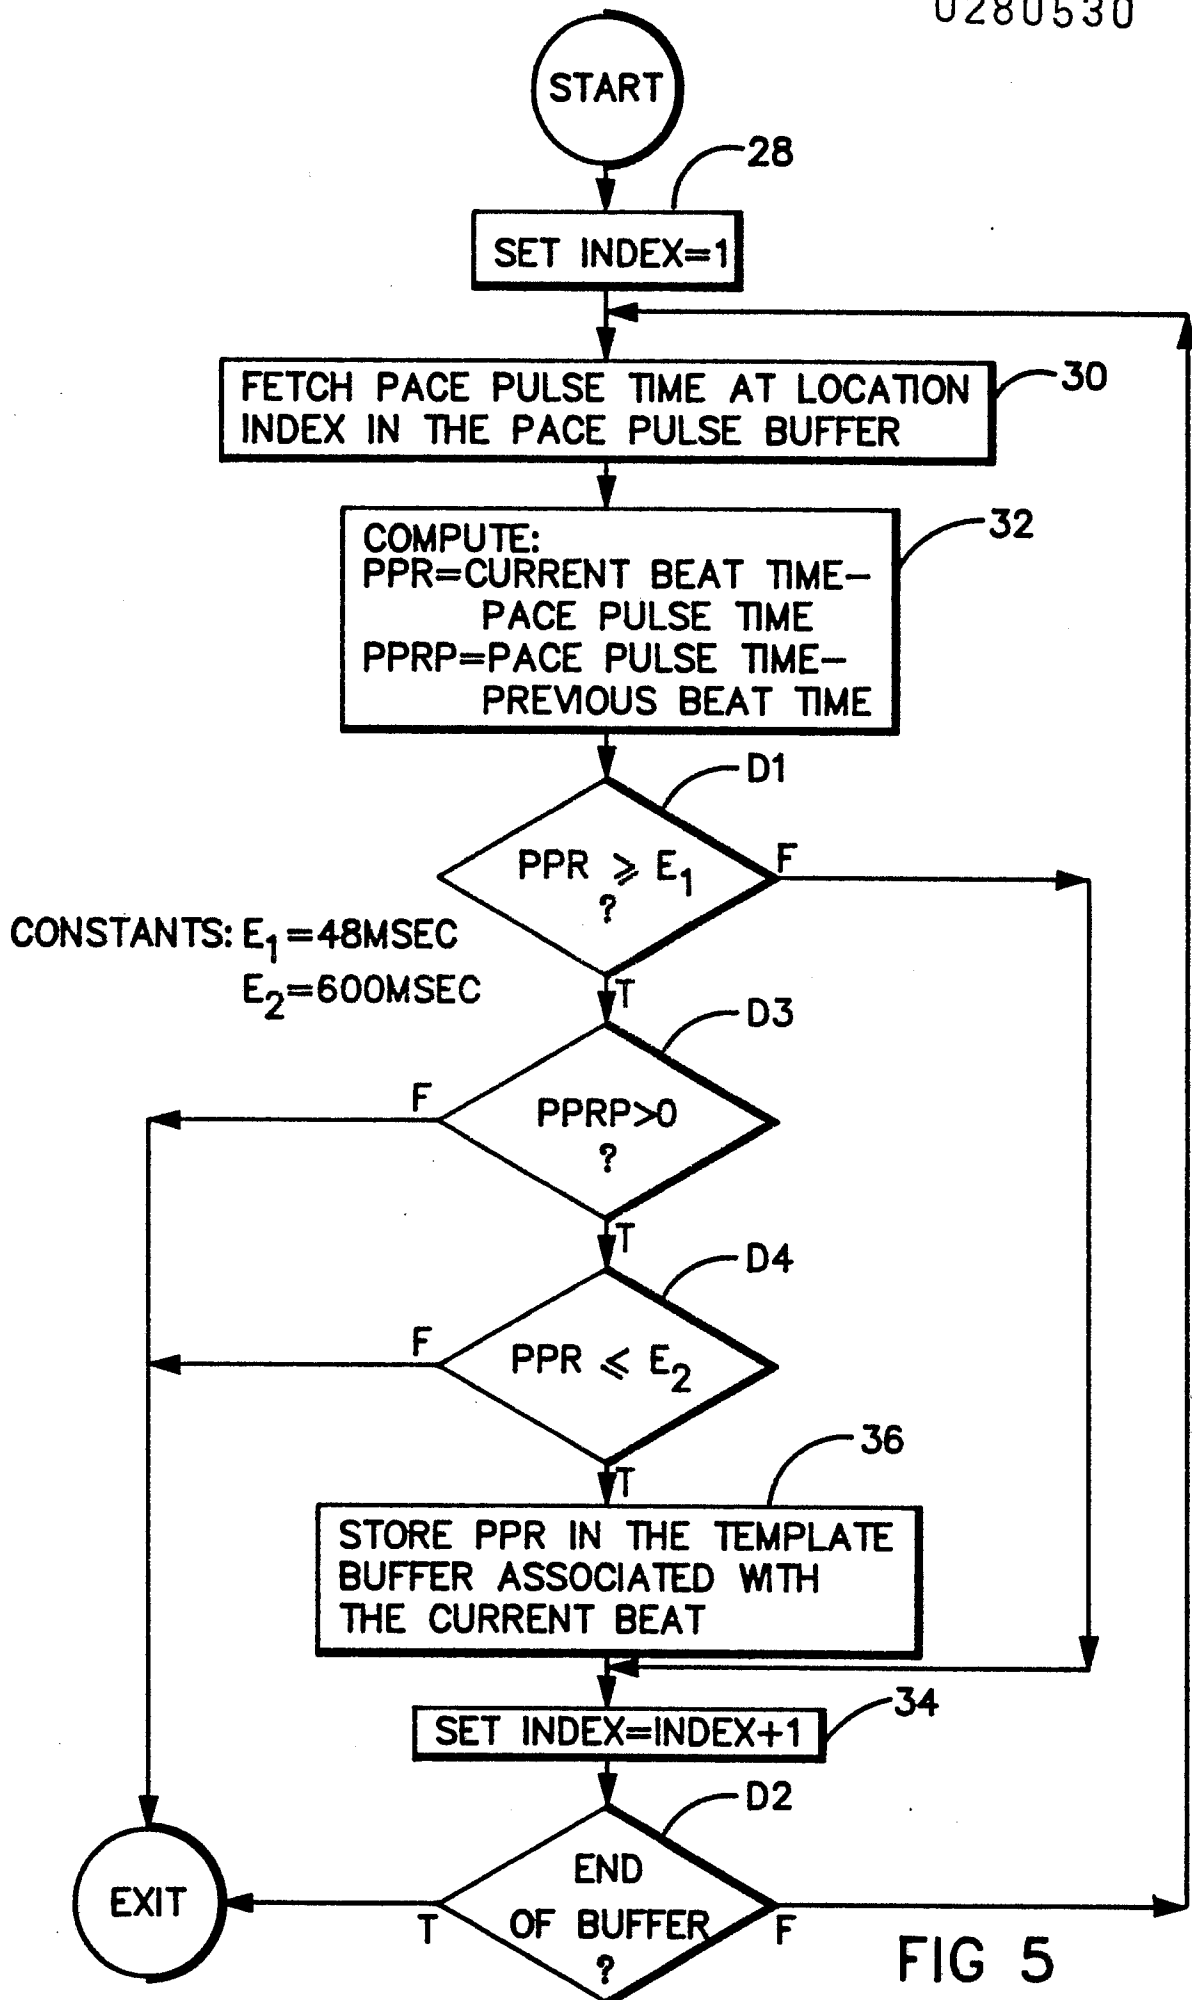 0280530
START
28
SET INDEX=1
FETCH PACE PULSE TIME AT LOCATION
INDEX IN THE PACE PULSE BUFFER
30
COMPUTE:
PPR=CURRENT BEAT TIME-
PACE PULSE TIME
PPRP=PACE PULSE TIME-
PREVIOUS BEAT TIME
32
D1
PPR ⩾ E₁
?
F
CONSTANTS: E₁=48MSEC
E₂=600MSEC
T
D3
F
PPRP>0
?
T
D4
F
PPR ⩽ E₂
T
36
STORE PPR IN THE TEMPLATE
BUFFER ASSOCIATED WITH
THE CURRENT BEAT
34
SET INDEX=INDEX+1
D2
END
OF BUFFER
?
EXIT
T
F
FIG 5